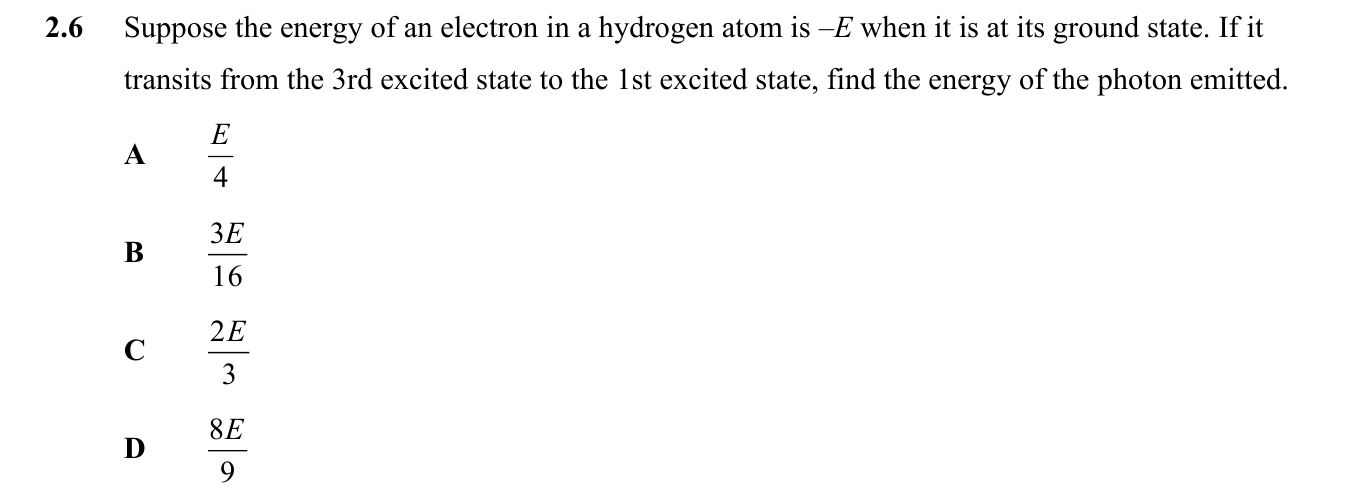 2.6 Suppose the energy of an electron in a hydrogen atom is –E when it is at its ground state. If it
transits from the 3rd excited state to the 1st excited state, find the energy of the photon emitted.
A E/4
B 3E/16
C 2E/3
D 8E/9